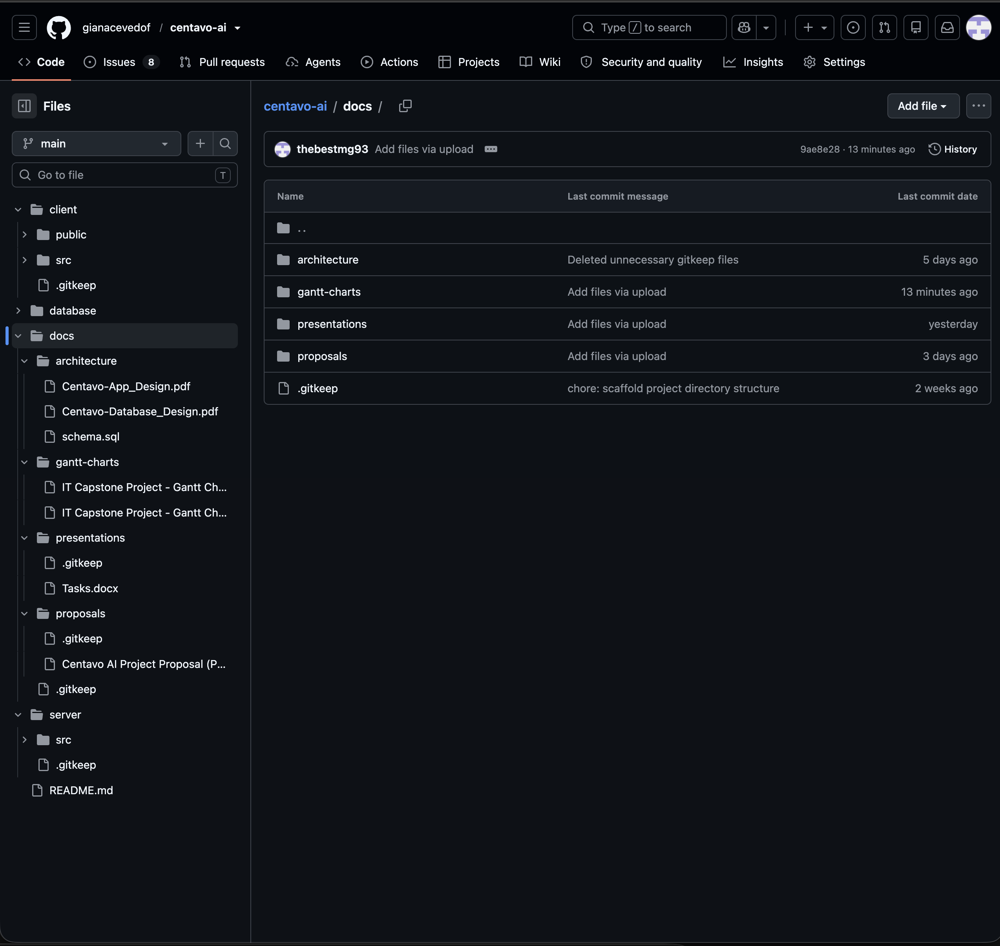 gianacevedof / centavo-ai
Type / to search
Code
Issues 8
Pull requests
Agents
Actions
Projects
Wiki
Security and quality
Insights
Settings
Files
main
Go to file
T
client
public
src
.gitkeep
database
docs
architecture
Centavo-App_Design.pdf
Centavo-Database_Design.pdf
schema.sql
gantt-charts
IT Capstone Project - Gantt Ch...
IT Capstone Project - Gantt Ch...
presentations
.gitkeep
Tasks.docx
proposals
.gitkeep
Centavo AI Project Proposal (P...
.gitkeep
server
src
.gitkeep
README.md
centavo-ai / docs /
Add file
thebestmg93 Add files via upload
9ae8e28 · 13 minutes ago
History
Name Last commit message Last commit date
..
architecture Deleted unnecessary gitkeep files 5 days ago
gantt-charts Add files via upload 13 minutes ago
presentations Add files via upload yesterday
proposals Add files via upload 3 days ago
.gitkeep chore: scaffold project directory structure 2 weeks ago